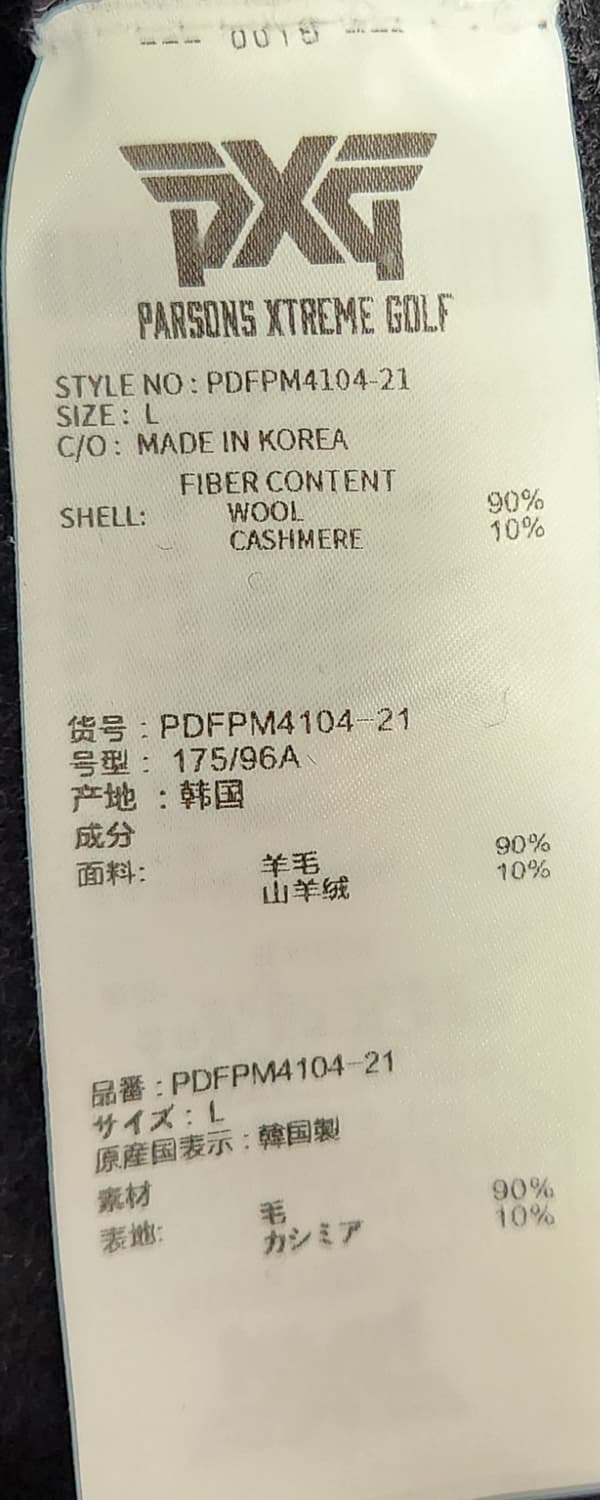 PXG
PARSONS XTREME GOLF
STYLE NO : PDFPM4104-21
SIZE : L
C/O : MADE IN KOREA
FIBER CONTENT
SHELL: WOOL 90%
CASHMERE 10%
货号 : PDFPM4104-21
号型 : 175/96A
产地 : 韩国
成分
面料: 羊毛 90%
山羊绒 10%
品番 : PDFPM4104-21
サイズ : L
原産国表示 : 韓国製
素材
表地: 毛 90%
カシミア 10%